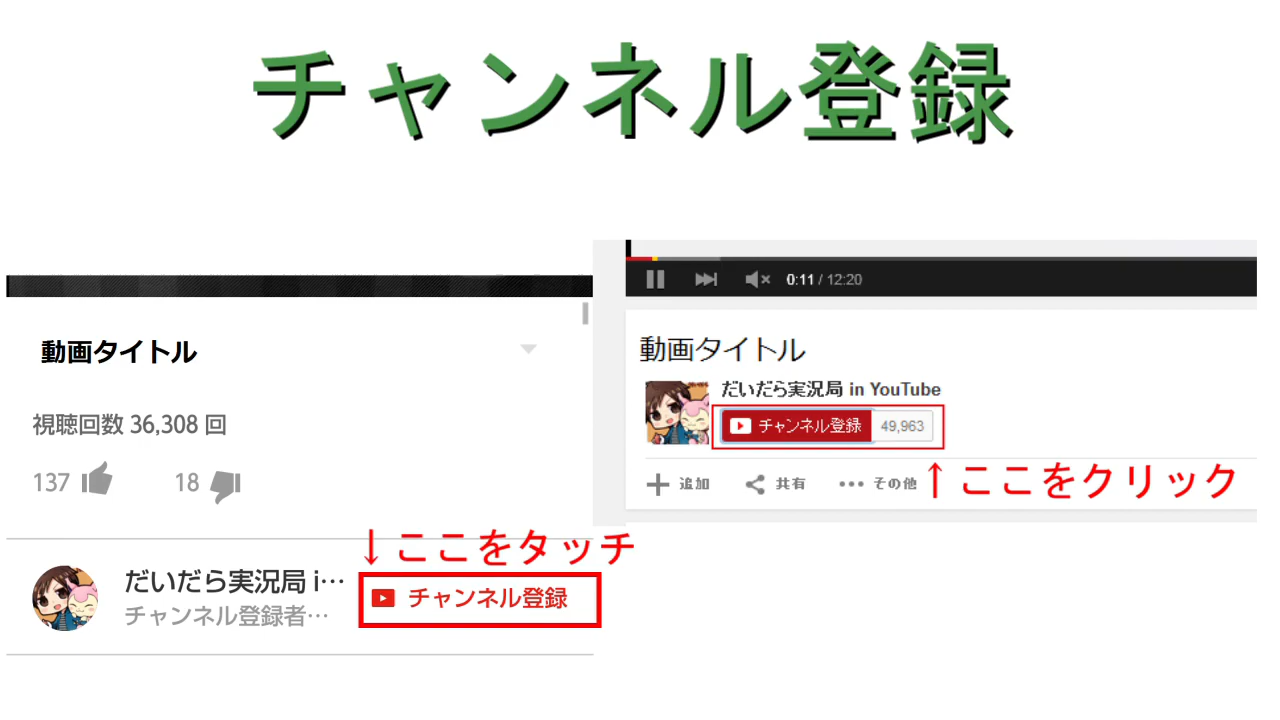 チャンネル登録
動画タイトル
視聴回数 36,308 回
137 18
↓ここをタッチ
だいだら実況局 i…
チャンネル登録者…
チャンネル登録
0:11 / 12:20
動画タイトル
だいだら実況局 in YouTube
チャンネル登録 49,963
追加 共有 その他
↑ここをクリック